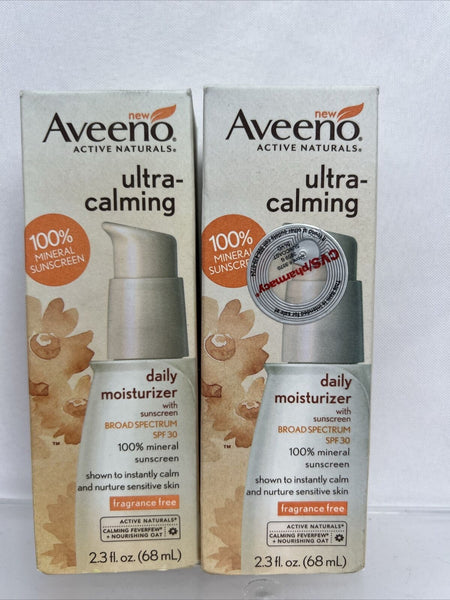 new
Aveeno®
ACTIVE NATURALS®
ultra-
calming
100%
MINERAL
SUNSCREEN
daily
moisturizer
with
sunscreen
BROAD SPECTRUM
SPF 30
100% mineral
sunscreen
™
shown to instantly calm
and nurture sensitive skin
fragrance free
ACTIVE NATURALS®
CALMING FEVERFEW®
+ NOURISHING OAT
2.3 fl. oz. (68 mL)
new
Aveeno®
ACTIVE NATURALS®
ultra-
calming
100%
MINERAL
SUNSCREEN
CVS/pharmacy
daily
moisturizer
with
sunscreen
BROAD SPECTRUM
SPF 30
100% mineral
sunscreen
™
shown to instantly calm
and nurture sensitive skin
fragrance free
ACTIVE NATURALS®
CALMING FEVERFEW®
+ NOURISHING OAT
2.3 fl. oz. (68 mL)